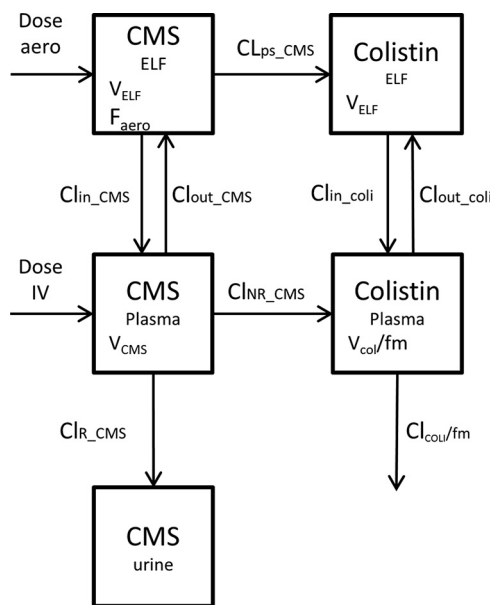 Dose
aero
CMS
ELF
VELF
Faero
CLps_CMS
Colistin
ELF
VELF
Clin_CMS
Clout_CMS
Clin_coli
Clout_coli
Dose
IV
CMS
Plasma
VCMS
ClNR_CMS
Colistin
Plasma
Vcol/fm
ClR_CMS
ClCOLI/fm
CMS
urine